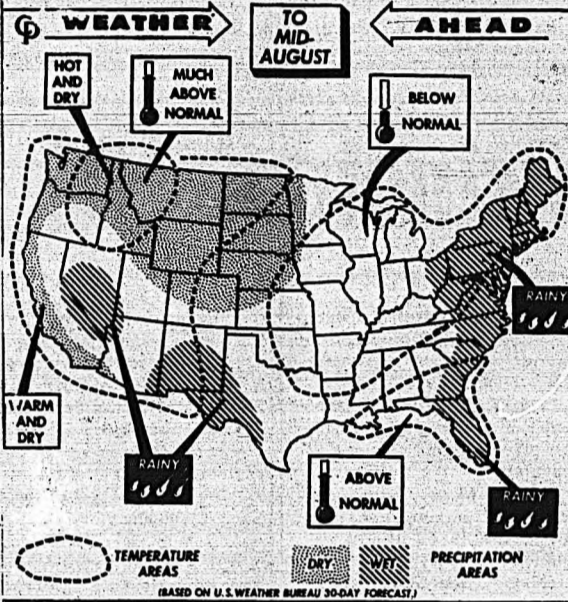 CP WEATHER
TO
MID-
AUGUST
AHEAD
HOT
AND
DRY
MUCH
ABOVE
NORMAL
BELOW
NORMAL
RAINY
WARM
AND
DRY
RAINY
ABOVE
NORMAL
RAINY
TEMPERATURE
AREAS
DRY
WET
PRECIPITATION
AREAS
(BASED ON U.S. WEATHER BUREAU 30-DAY FORECAST.)